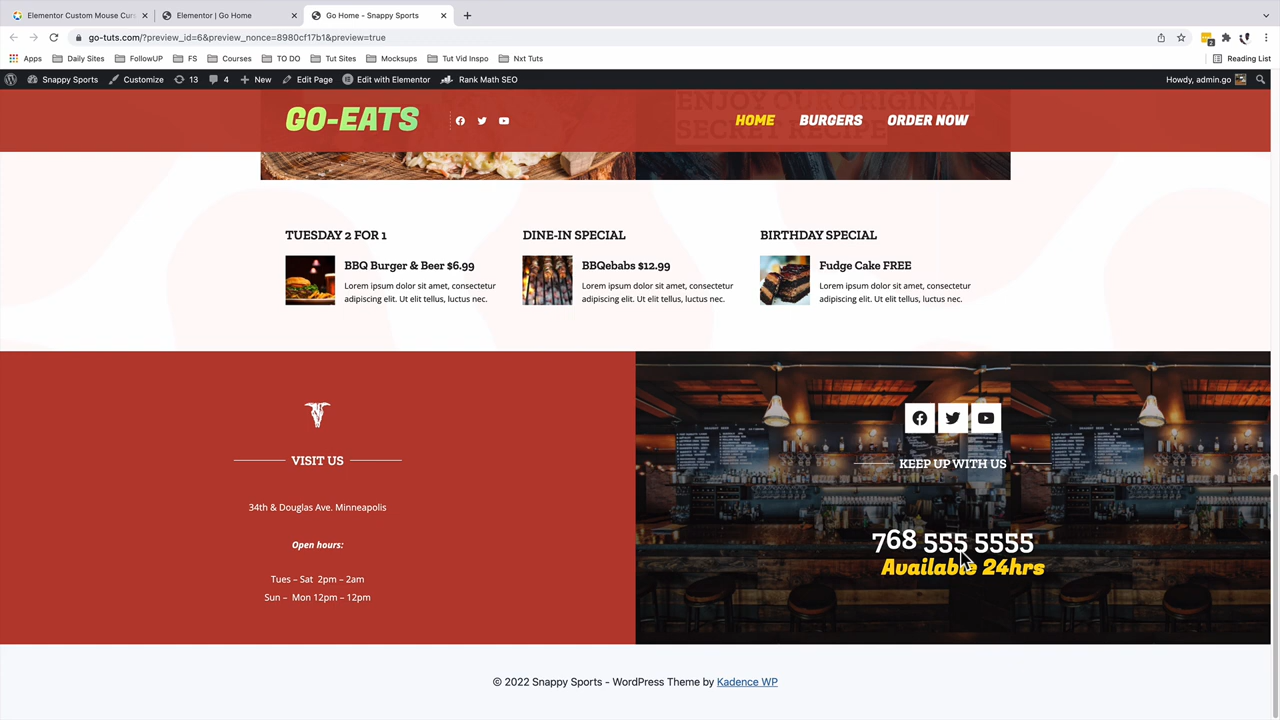 Elementor Custom Mouse Curs
Elementor | Go Home
Go Home - Snappy Sports
go-tuts.com/?preview_id=6&preview_nonce=8980cf17b1&preview=true
Apps
Daily Sites
FollowUP
FS
Courses
TO DO
Tut Sites
Mocksups
Tut Vid Inspo
Nxt Tuts
Reading List
Snappy Sports
Customize
13
4
New
Edit Page
Edit with Elementor
Rank Math SEO
Howdy, admin.go
ENJOY OUR ORIGINAL
SECRET RECIPE
GO-EATS
HOME
BURGERS
ORDER NOW
TUESDAY 2 FOR 1
BBQ Burger & Beer $6.99
Lorem ipsum dolor sit amet, consectetur
adipiscing elit. Ut elit tellus, luctus nec.
DINE-IN SPECIAL
BBQebabs $12.99
Lorem ipsum dolor sit amet, consectetur
adipiscing elit. Ut elit tellus, luctus nec.
BIRTHDAY SPECIAL
Fudge Cake FREE
Lorem ipsum dolor sit amet, consectetur
adipiscing elit. Ut elit tellus, luctus nec.
VISIT US
34th & Douglas Ave. Minneapolis
Open hours:
Tues – Sat 2pm – 2am
Sun – Mon 12pm – 12pm
KEEP UP WITH US
768 555 5555
Available 24hrs
© 2022 Snappy Sports - WordPress Theme by Kadence WP